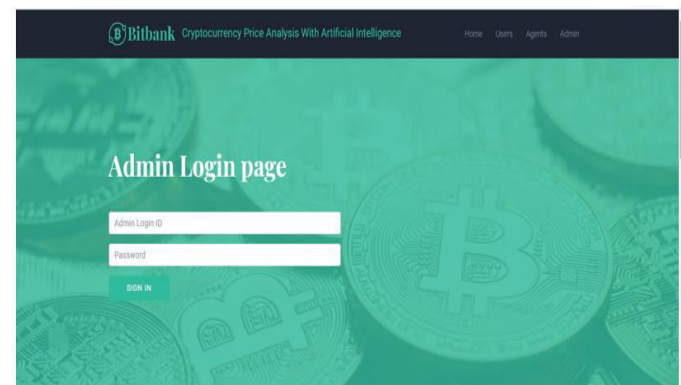 Bitbank Cryptocurrency Price Analysis With Artificial Intelligence Home Users Agents Admin
Admin Login page
Admin Login ID
Password
SIGN IN